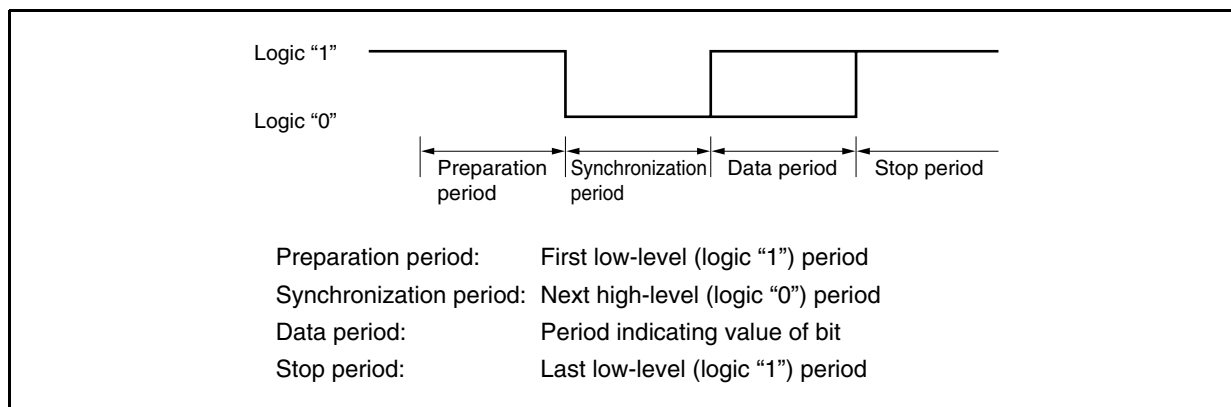 Logic “1”
Logic “0”
Preparation period
Synchronization period
Data period
Stop period
Preparation period: First low-level (logic “1”) period
Synchronization period: Next high-level (logic “0”) period
Data period: Period indicating value of bit
Stop period: Last low-level (logic “1”) period